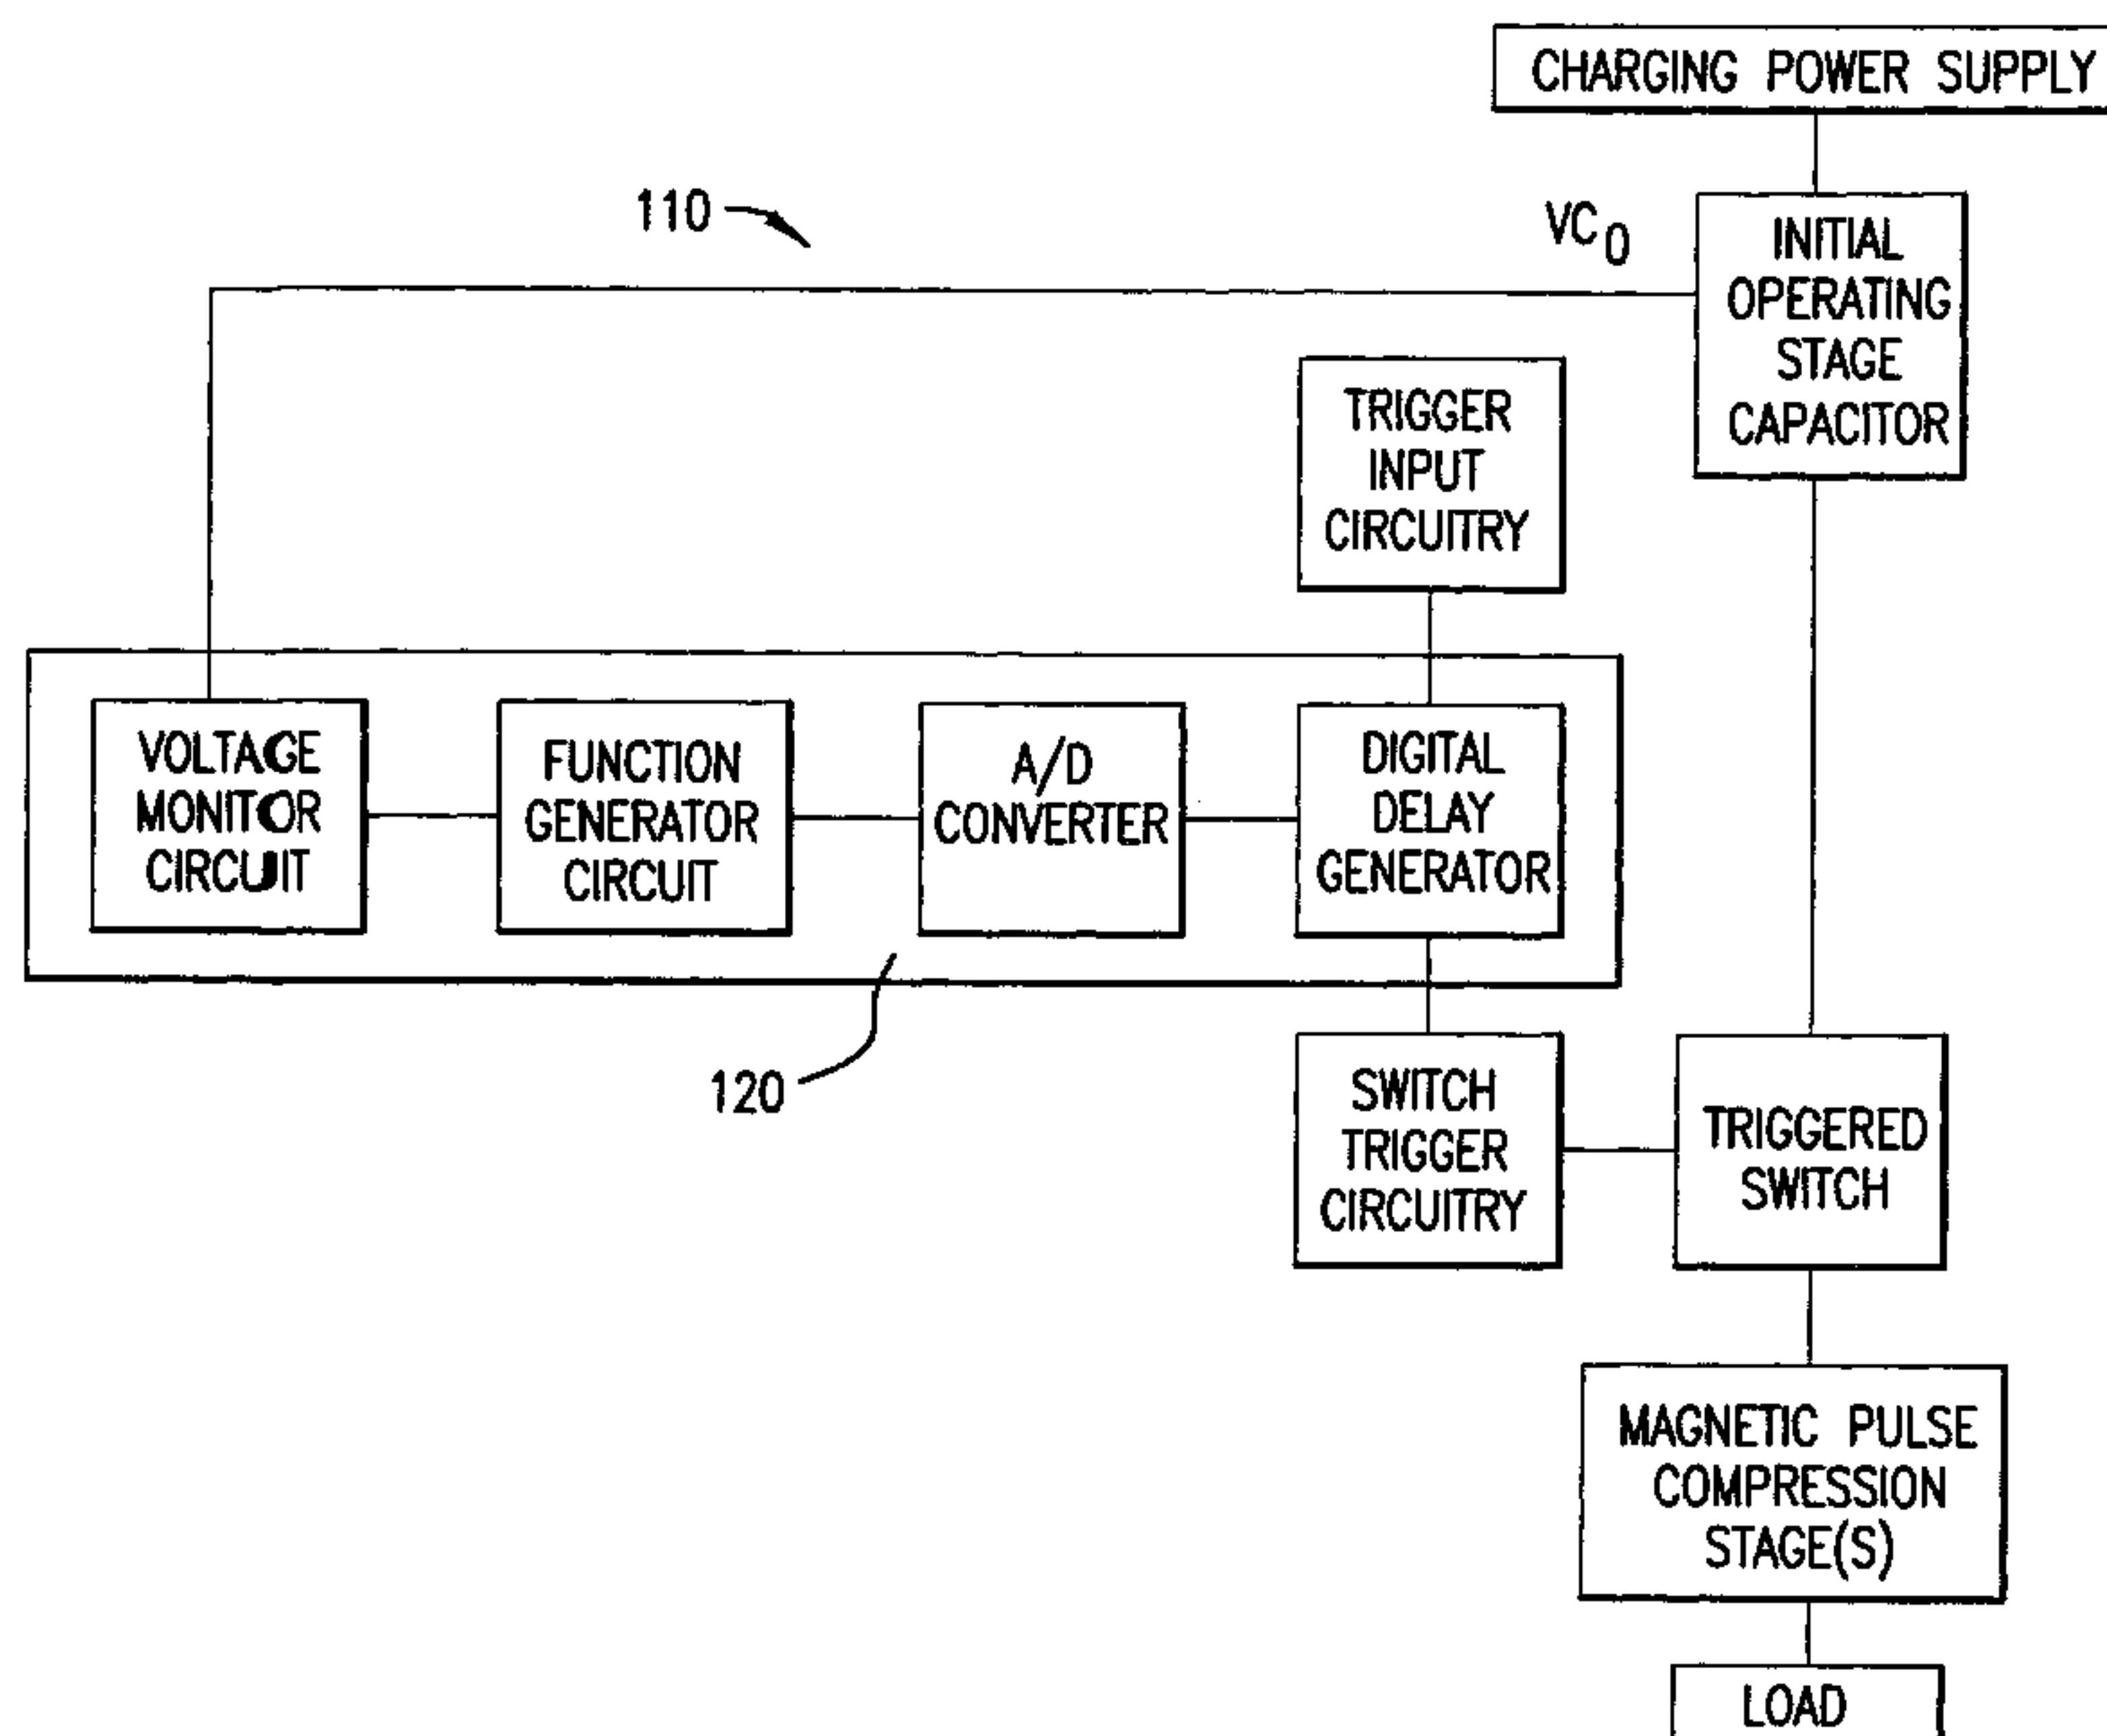 CHARGING POWER SUPPLY
110
VC0
INITIAL
OPERATING
STAGE
CAPACITOR
TRIGGER
INPUT
CIRCUITRY
VOLTAGE
MONITOR
CIRCUIT
FUNCTION
GENERATOR
CIRCUIT
A/D
CONVERTER
DIGITAL
DELAY
GENERATOR
120
SWITCH
TRIGGER
CIRCUITRY
TRIGGERED
SWITCH
MAGNETIC PULSE
COMPRESSION
STAGE(S)
LOAD